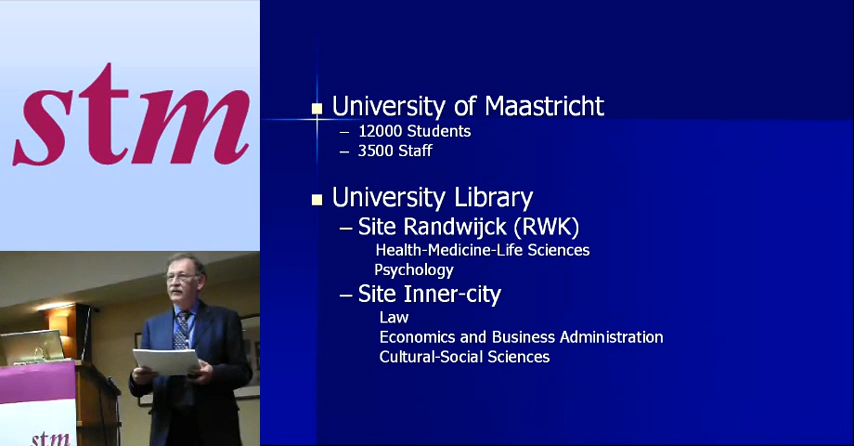 stm
■ University of Maastricht
– 12000 Students
– 3500 Staff
■ University Library
– Site Randwijck (RWK)
Health-Medicine-Life Sciences
Psychology
– Site Inner-city
Law
Economics and Business Administration
Cultural-Social Sciences
stm